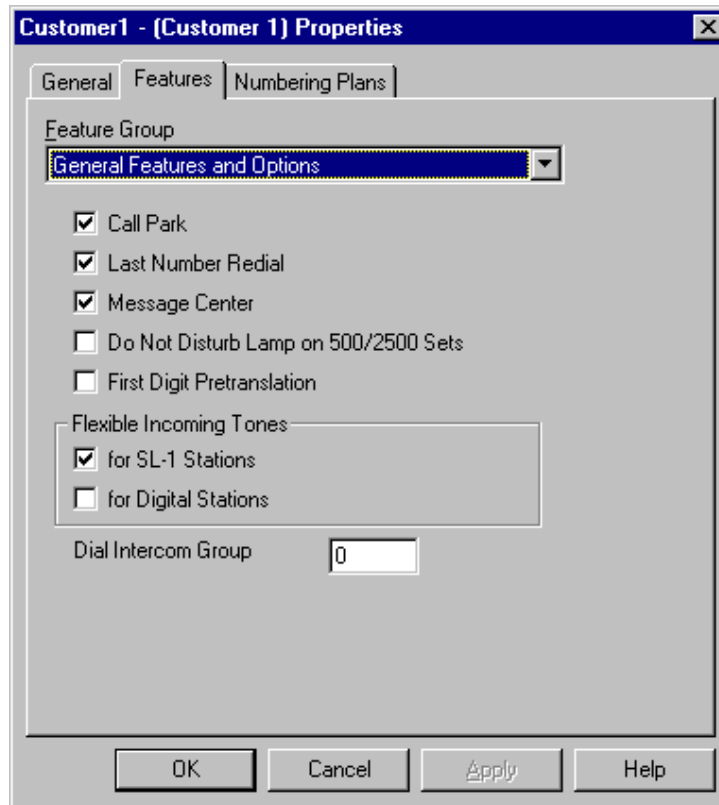 Customer1 - (Customer 1) Properties
General Features Numbering Plans
Feature Group
General Features and Options
Call Park
Last Number Redial
Message Center
Do Not Disturb Lamp on 500/2500 Sets
First Digit Pretranslation
Flexible Incoming Tones
for SL-1 Stations
for Digital Stations
Dial Intercom Group 0
OK Cancel Apply Help